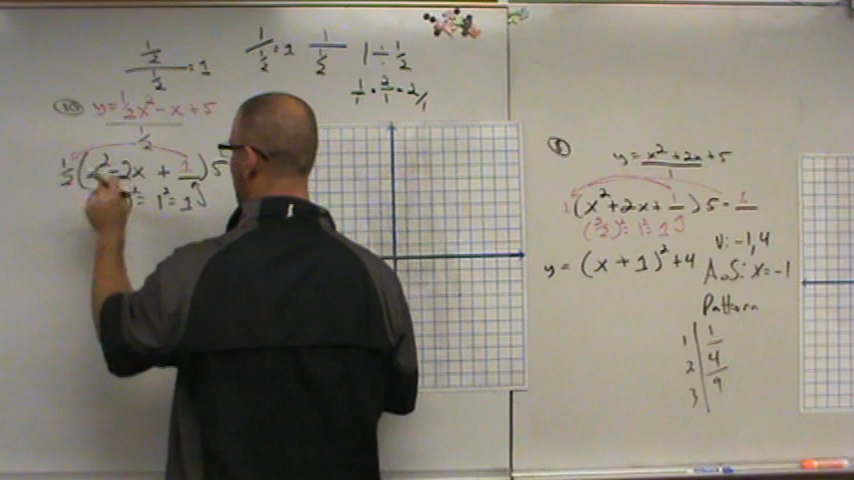 1/2 / 1/2 = 1
1 / 1/2 = 1
1 / 1/2
1 ÷ 1/2
1/1 · 2/1 = 2/1
10
y = 1/2x² - x + 5
1/2
1/2 (x² - 2x + 1) 5
² = 1² = 1
y = x² + 2x + 5
1
1 (x² + 2x + 1) 5 - 1
(2/2)² = 1² = 1
y = (x + 1)² + 4
V: -1, 4
A.o.S: x = -1
Pattern
1 | 1
2 | 4
3 | 9